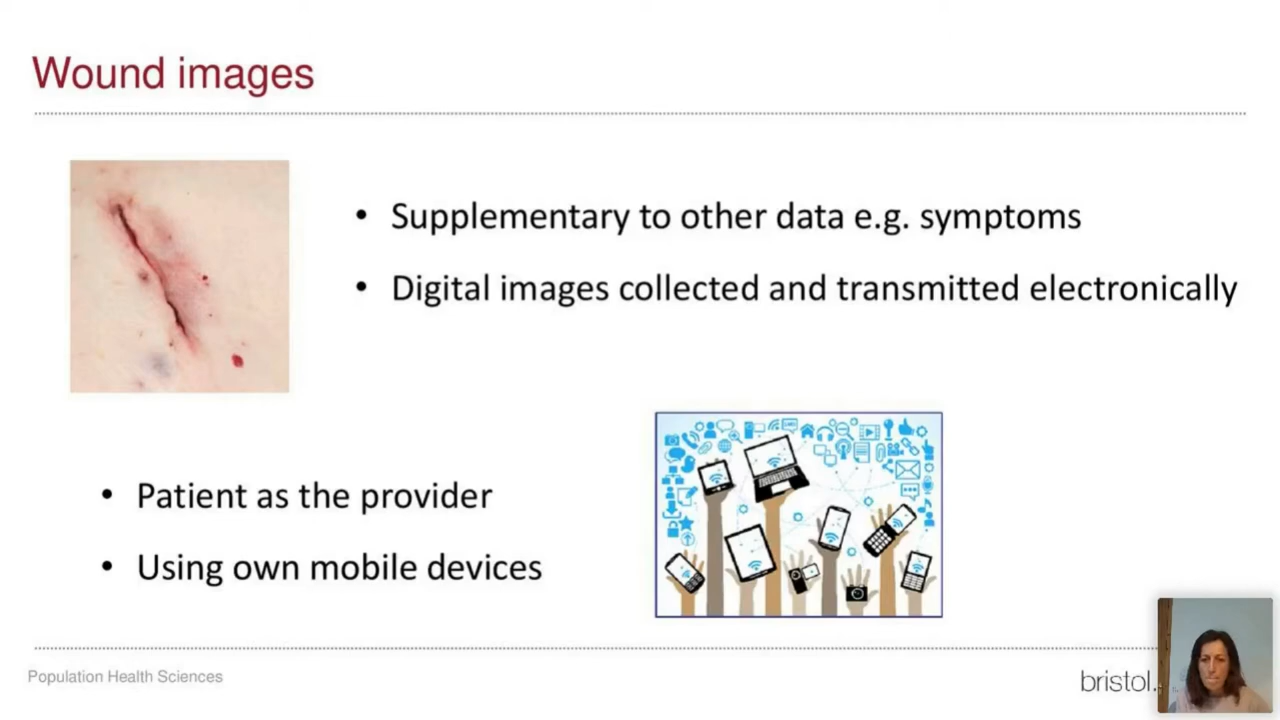 Wound images
• Supplementary to other data e.g. symptoms
• Digital images collected and transmitted electronically
• Patient as the provider
• Using own mobile devices
Population Health Sciences
bristol.